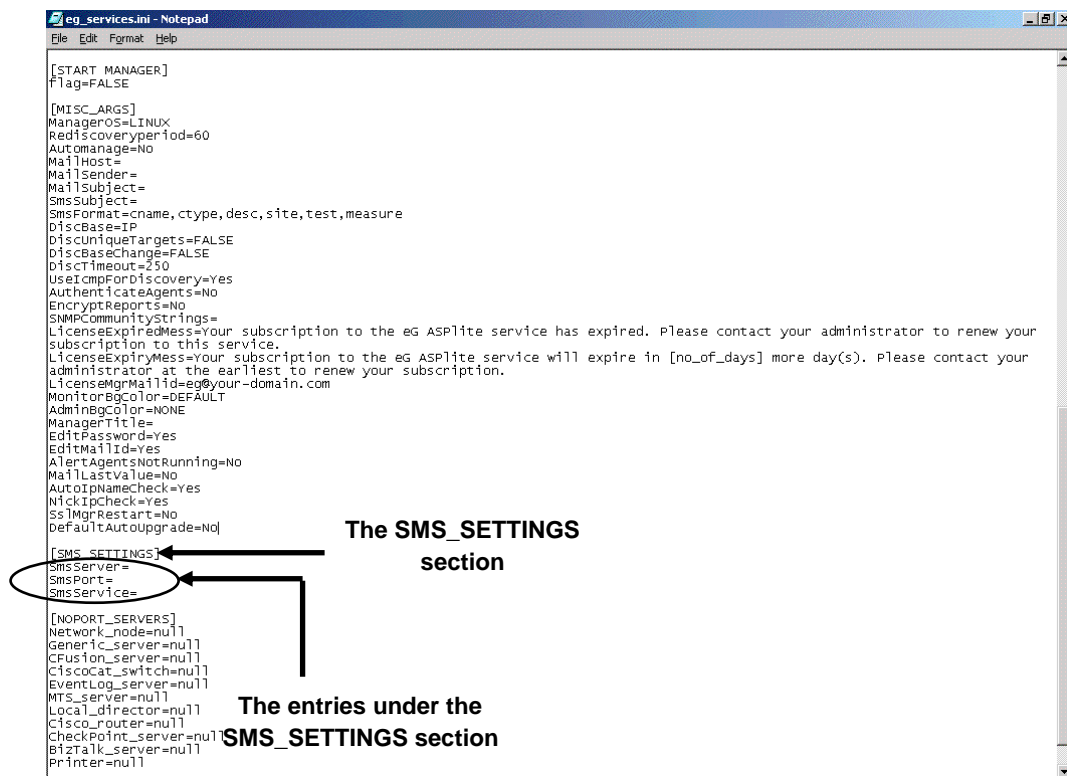 eg_services.ini - Notepad
File Edit Format Help
[START MANAGER]
flag=FALSE
[MISC_ARGS]
ManagerOS=LINUX
Rediscoveryperiod=60
Automanage=No
MailHost=
MailSender=
MailSubject=
SmsSubject=
SmsFormat=cname,ctype,desc,site,test,measure
DiscBase=IP
DiscUniqueTargets=FALSE
DiscBaseChange=FALSE
DiscTimeout=250
UseIcmpForDiscovery=Yes
AuthenticateAgents=No
EncryptReports=No
SNMPCommunityStrings=
LicenseExpiredMess=Your subscription to the eG ASPlite service has expired. Please contact your administrator to renew your
subscription to this service.
LicenseExpiryMess=Your subscription to the eG ASPlite service will expire in [no_of_days] more day(s). Please contact your
administrator at the earliest to renew your subscription.
LicenseMgrMailid=eg@your-domain.com
MonitorBgColor=DEFAULT
AdminBgColor=NONE
ManagerTitle=
EditPassword=Yes
EditMailId=Yes
AlertAgentsNotRunning=No
MailLastValue=No
AutoIpNameCheck=Yes
NickIpCheck=Yes
SslMgrRestart=No
DefaultAutoUpgrade=No
The SMS_SETTINGS
section
[SMS_SETTINGS]
SmsServer=
SmsPort=
SmsService=
[NOPORT_SERVERS]
Network_node=null
Generic_server=null
CFusion_server=null
CiscoCat_switch=null
EventLog_server=null
MTS_server=null
Local_director=null
Cisco_router=null
CheckPoint_server=null
BizTalk_server=null
Printer=null
The entries under the
SMS_SETTINGS section